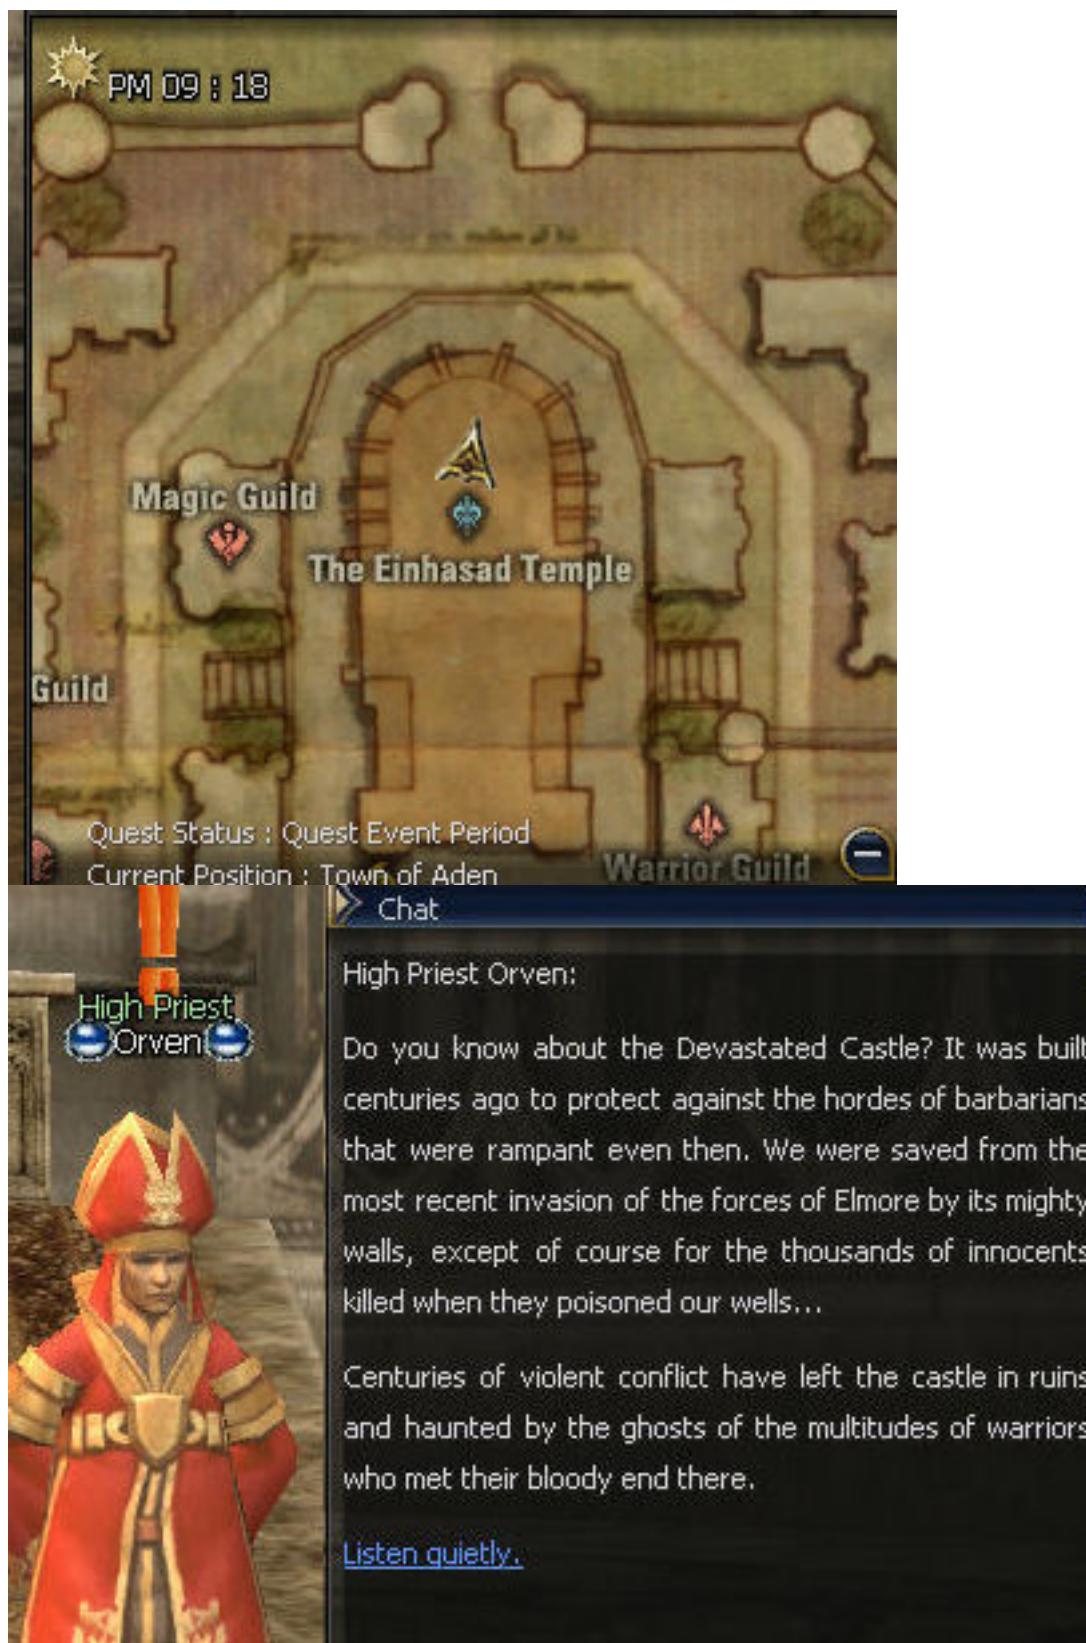 PM 09 : 18
Magic Guild
The Einhasad Temple
Guild
Quest Status : Quest Event Period
Warrior Guild
Current Position : Town of Aden
Chat
High Priest
Orven
High Priest Orven:
Do you know about the Devastated Castle? It was built
centuries ago to protect against the hordes of barbarians
that were rampant even then. We were saved from the
most recent invasion of the forces of Elmore by its mighty
walls, except of course for the thousands of innocents
killed when they poisoned our wells...
Centuries of violent conflict have left the castle in ruins
and haunted by the ghosts of the multitudes of warriors
who met their bloody end there.
Listen quietly.